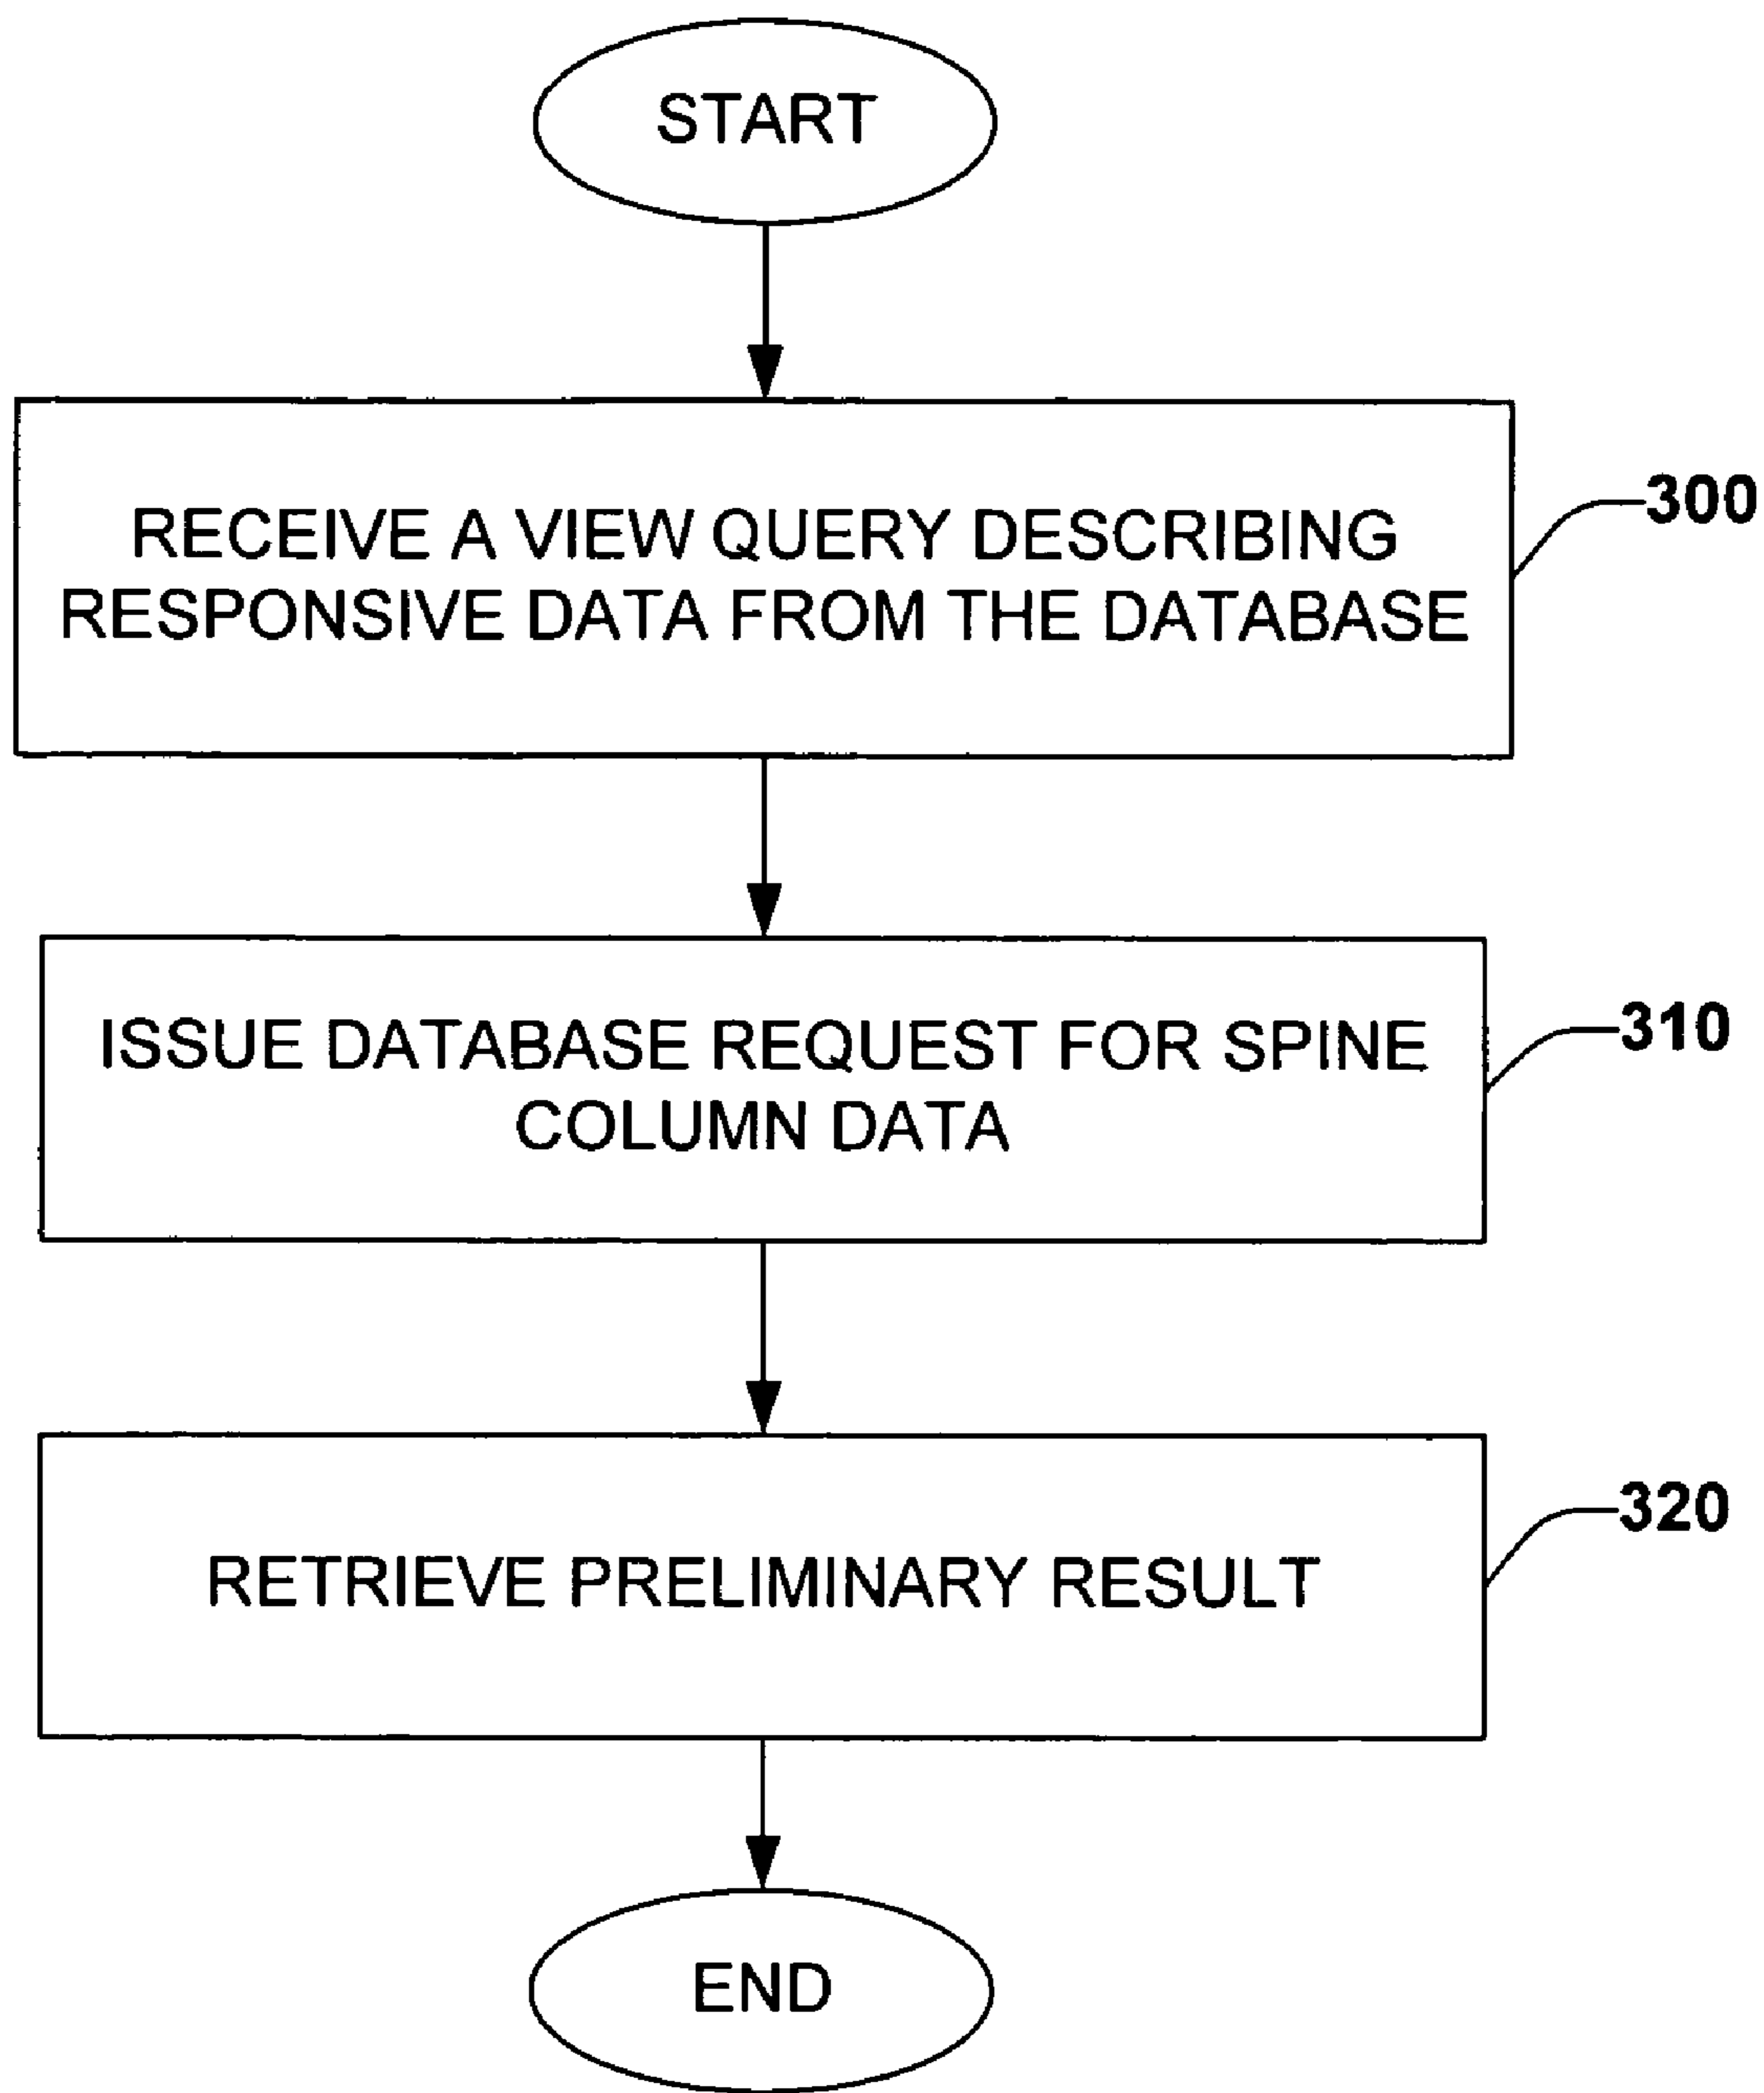 START
RECEIVE A VIEW QUERY DESCRIBING
RESPONSIVE DATA FROM THE DATABASE
300
ISSUE DATABASE REQUEST FOR SPINE
COLUMN DATA
310
RETRIEVE PRELIMINARY RESULT
320
END